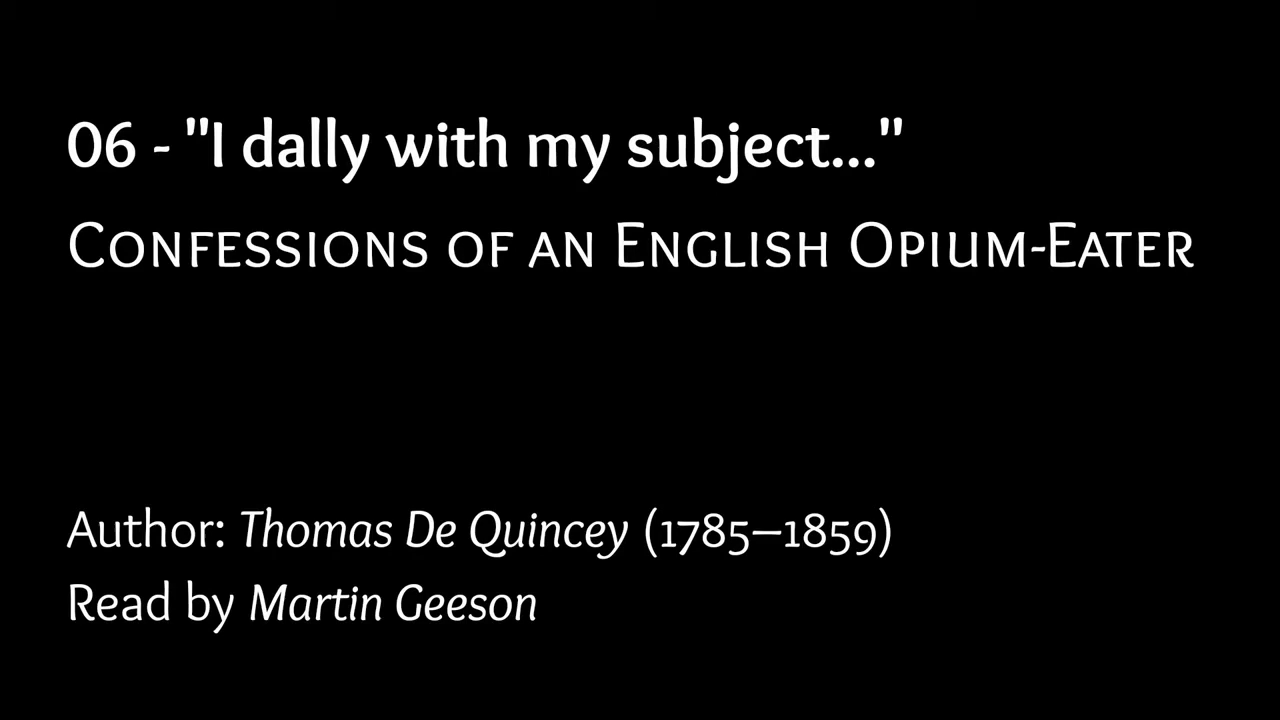 06 - "I dally with my subject..."
Confessions of an English Opium-Eater
Author: Thomas De Quincey (1785–1859)
Read by Martin Geeson